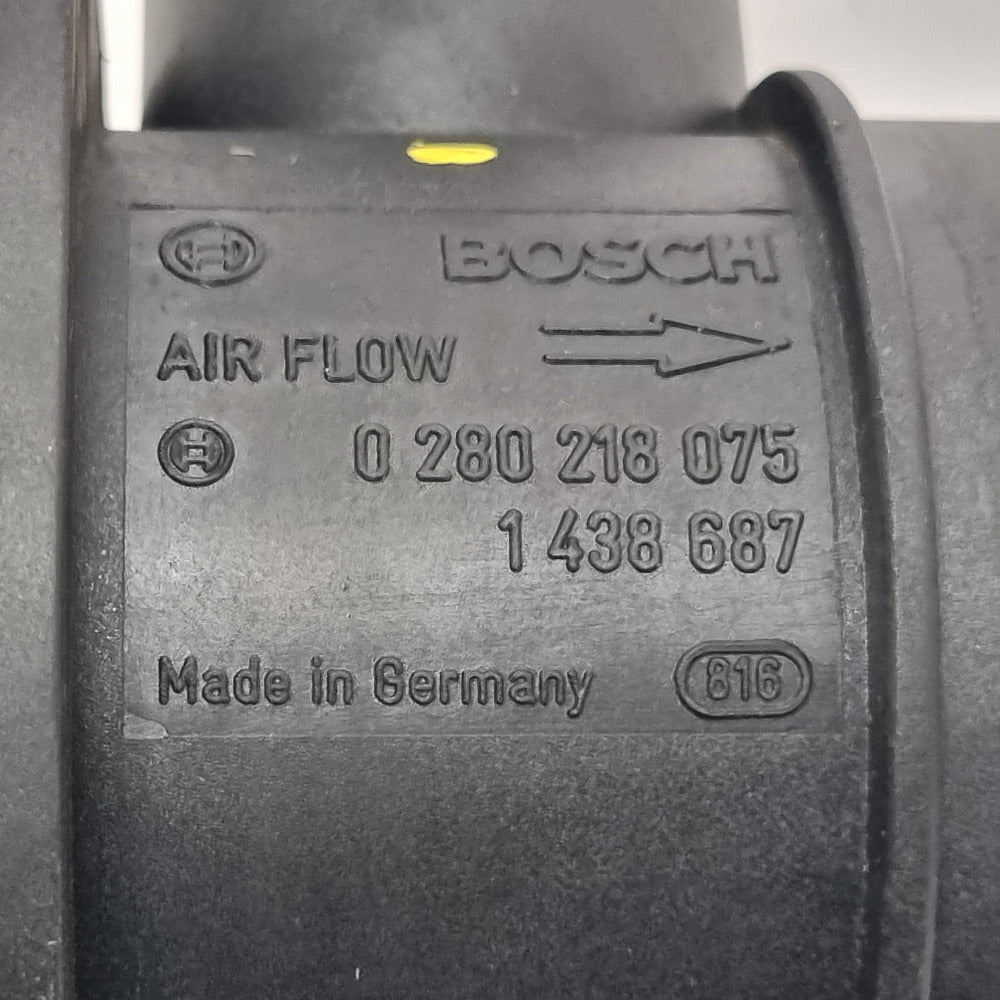 BOSCH
AIR FLOW
0 280 218 075
1 438 687
Made in Germany 816